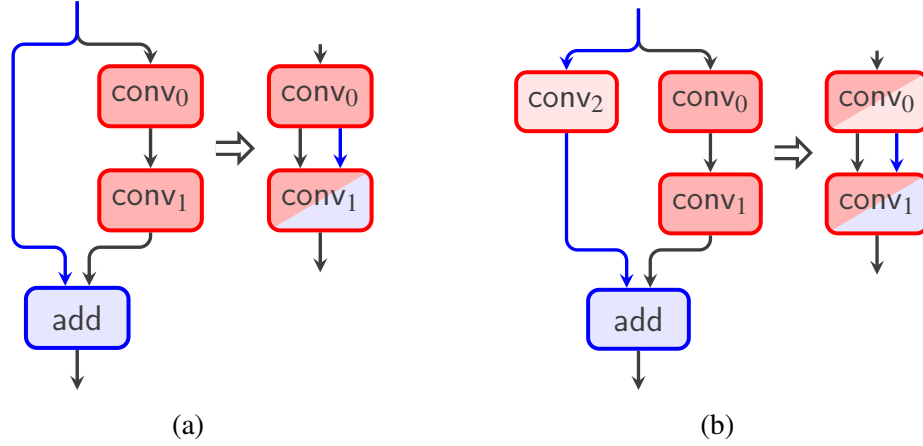 conv₀
conv₁
add
conv₀
conv₁
(a)
conv₂
conv₀
conv₁
add
conv₀
conv₁
(b)